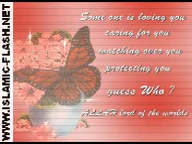 WWW.ISLAMIC-FLASH.NET
Some one is loving you
caring for you
watching over you
protecting you
guess Who ?
ALLAH lord of the worlds